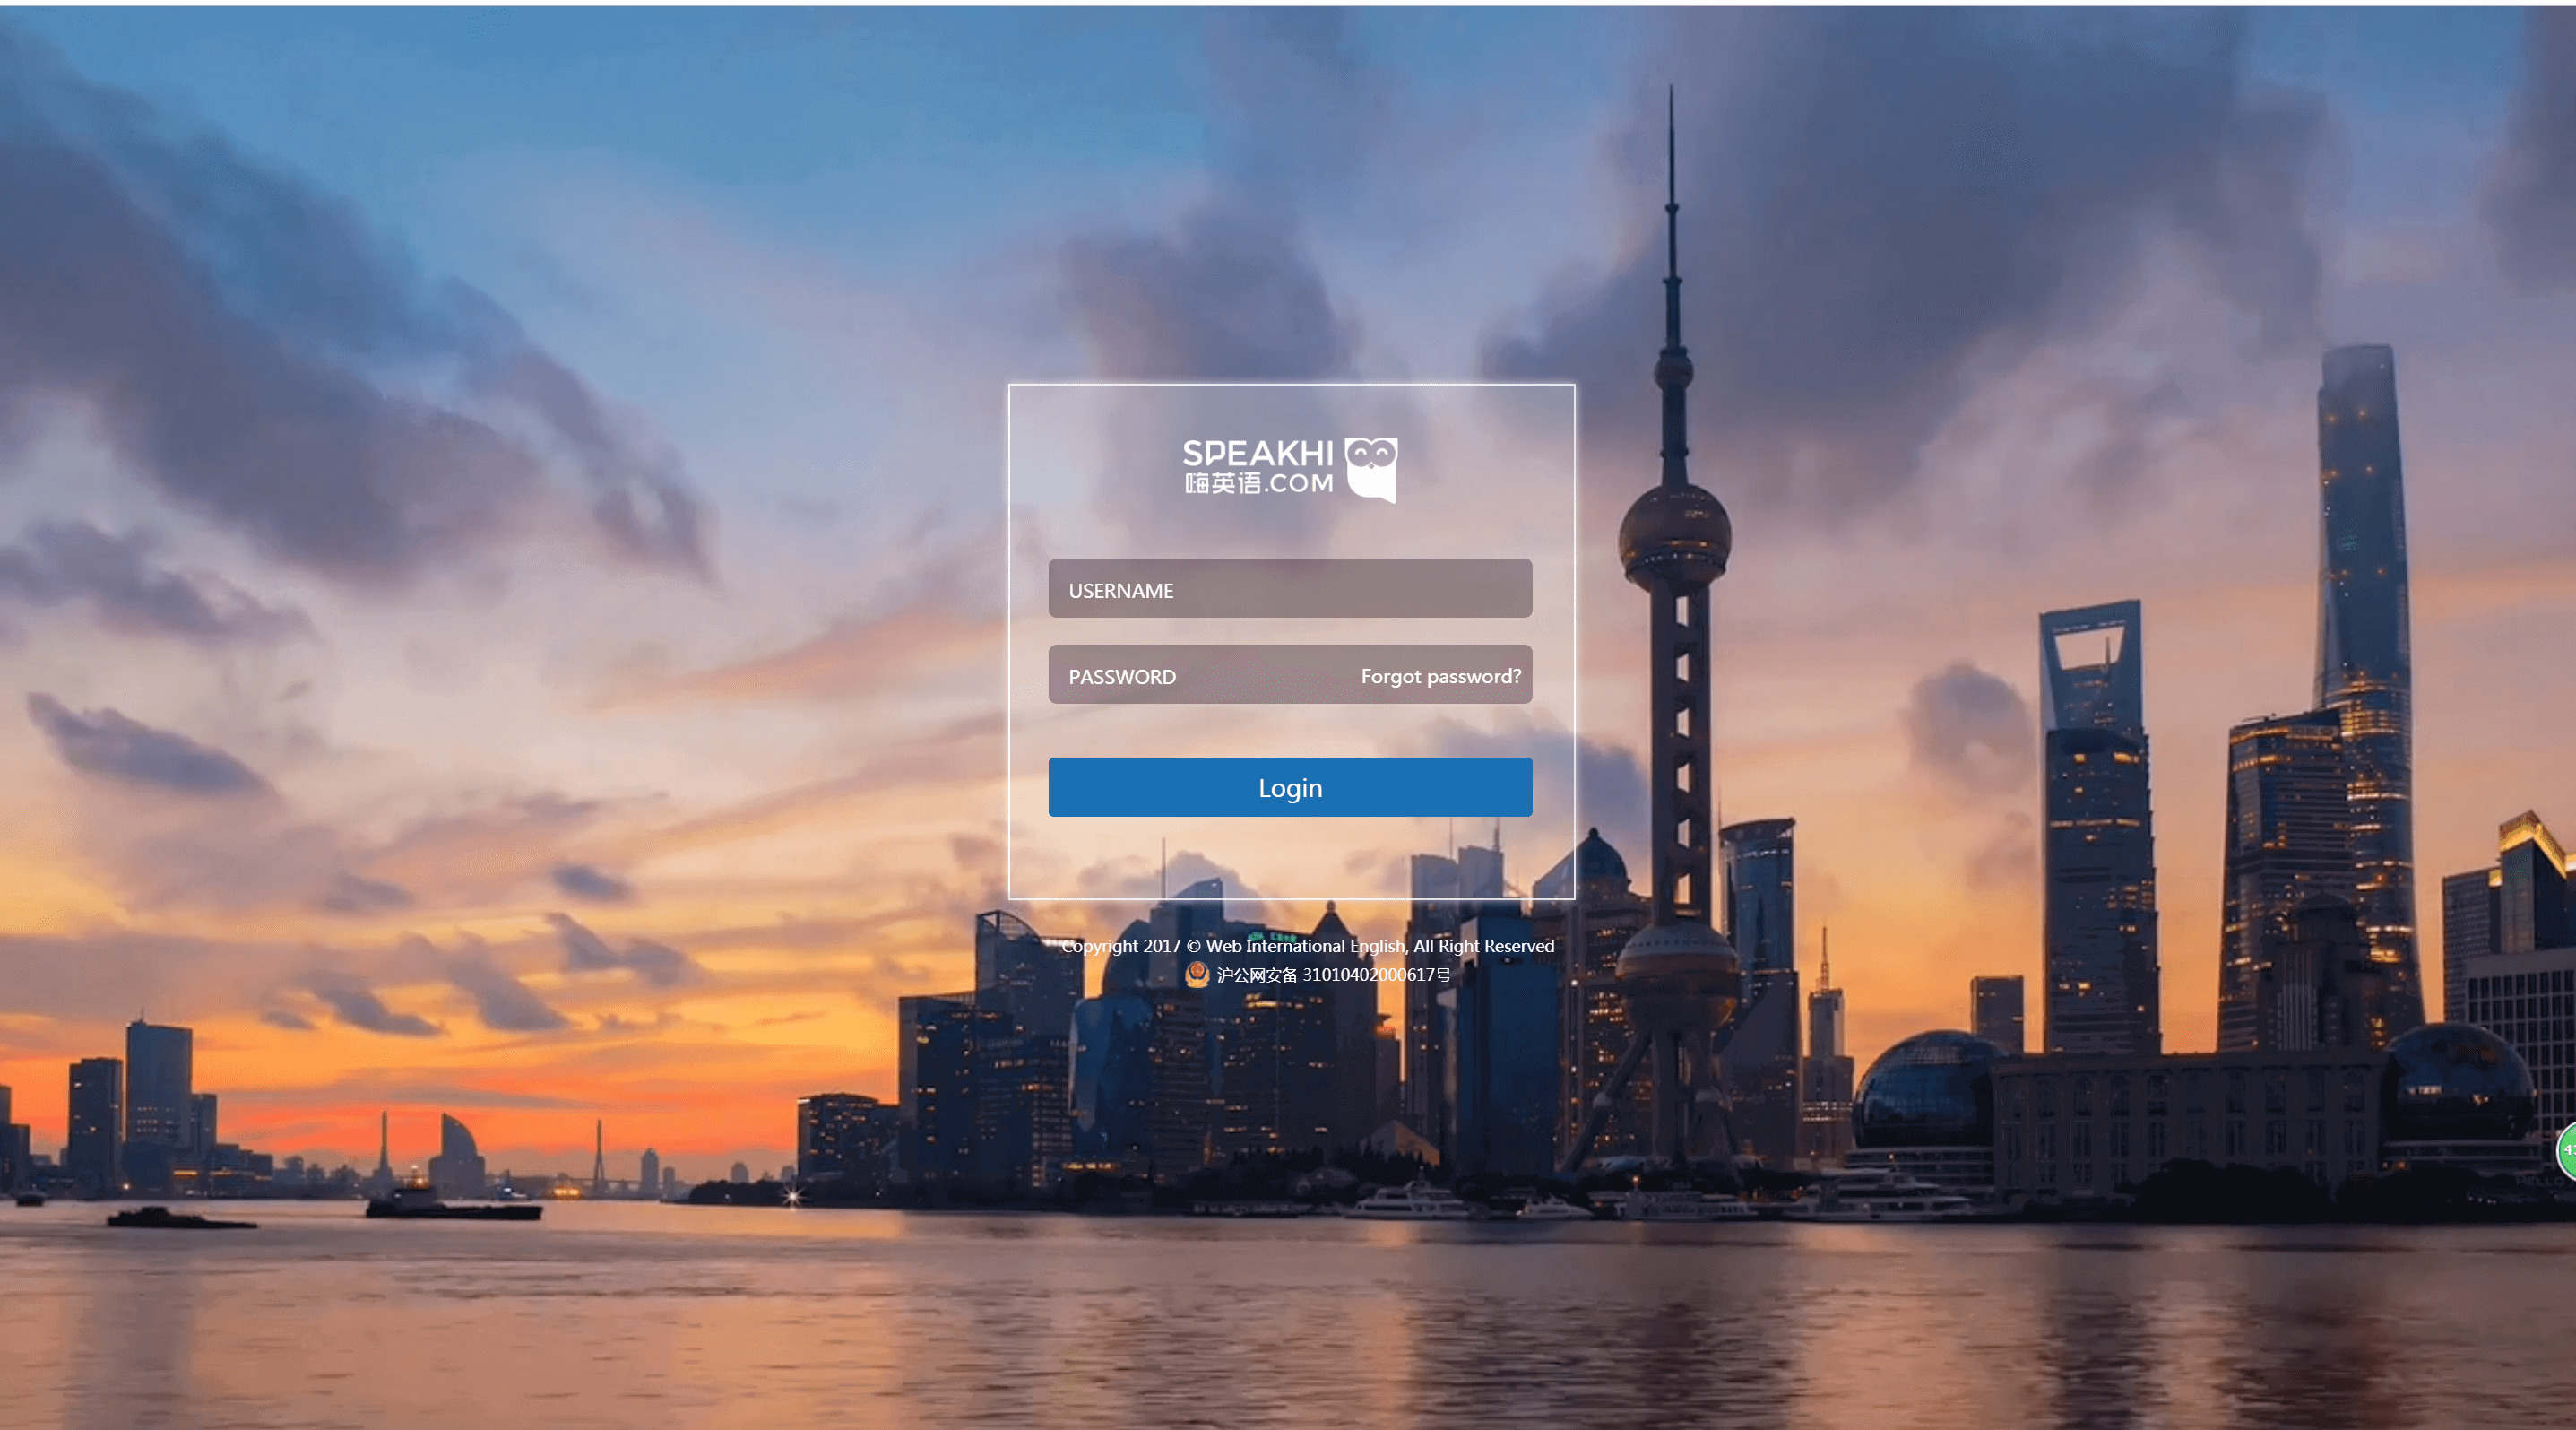 SPEAKHI
嗨英语.COM
USERNAME
PASSWORD
Forgot password?
Login
Copyright 2017 © Web International English, All Right Reserved
沪公网安备 31010402000617号